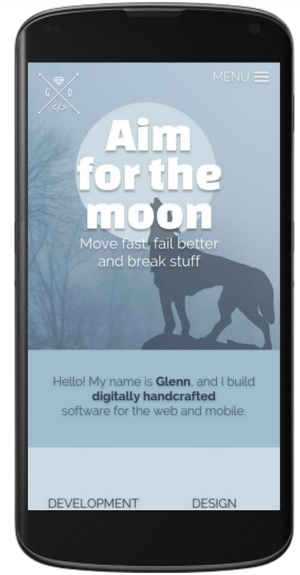 MENU
G D
</>
Aim
for the
moon
Move fast, fail better
and break stuff
Hello! My name is Glenn, and I build
digitally handcrafted
software for the web and mobile.
DEVELOPMENT DESIGN